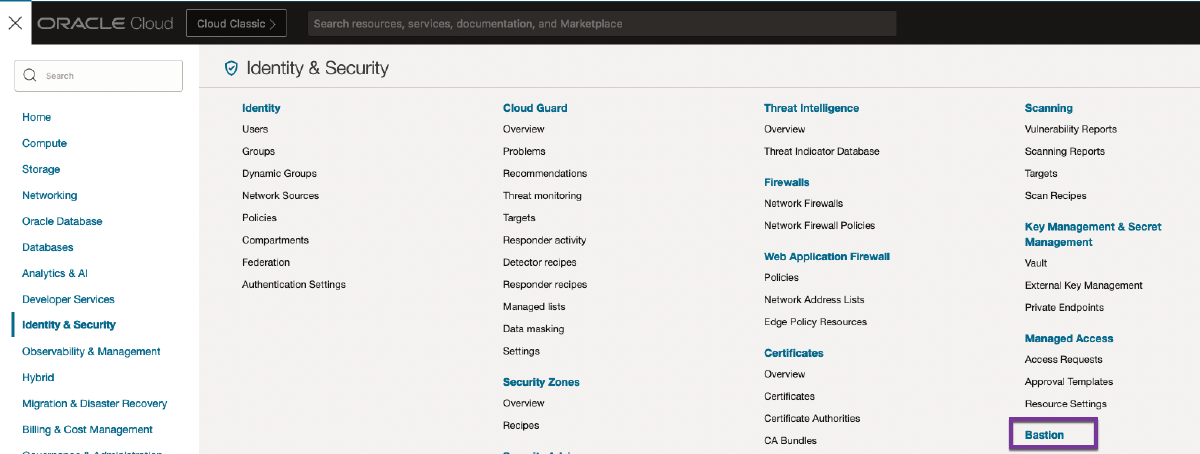 ORACLE Cloud
Cloud Classic >
Search resources, services, documentation, and Marketplace
Search
Home
Compute
Storage
Networking
Oracle Database
Databases
Analytics & AI
Developer Services
Identity & Security
Observability & Management
Hybrid
Migration & Disaster Recovery
Billing & Cost Management
Identity & Security
Identity
Users
Groups
Dynamic Groups
Network Sources
Policies
Compartments
Federation
Authentication Settings
Cloud Guard
Overview
Problems
Recommendations
Threat monitoring
Targets
Responder activity
Detector recipes
Responder recipes
Managed lists
Data masking
Settings
Security Zones
Overview
Recipes
Threat Intelligence
Overview
Threat Indicator Database
Firewalls
Network Firewalls
Network Firewall Policies
Web Application Firewall
Policies
Network Address Lists
Edge Policy Resources
Certificates
Overview
Certificates
Certificate Authorities
CA Bundles
Scanning
Vulnerability Reports
Scanning Reports
Targets
Scan Recipes
Key Management & Secret
Management
Vault
External Key Management
Private Endpoints
Managed Access
Access Requests
Approval Templates
Resource Settings
Bastion